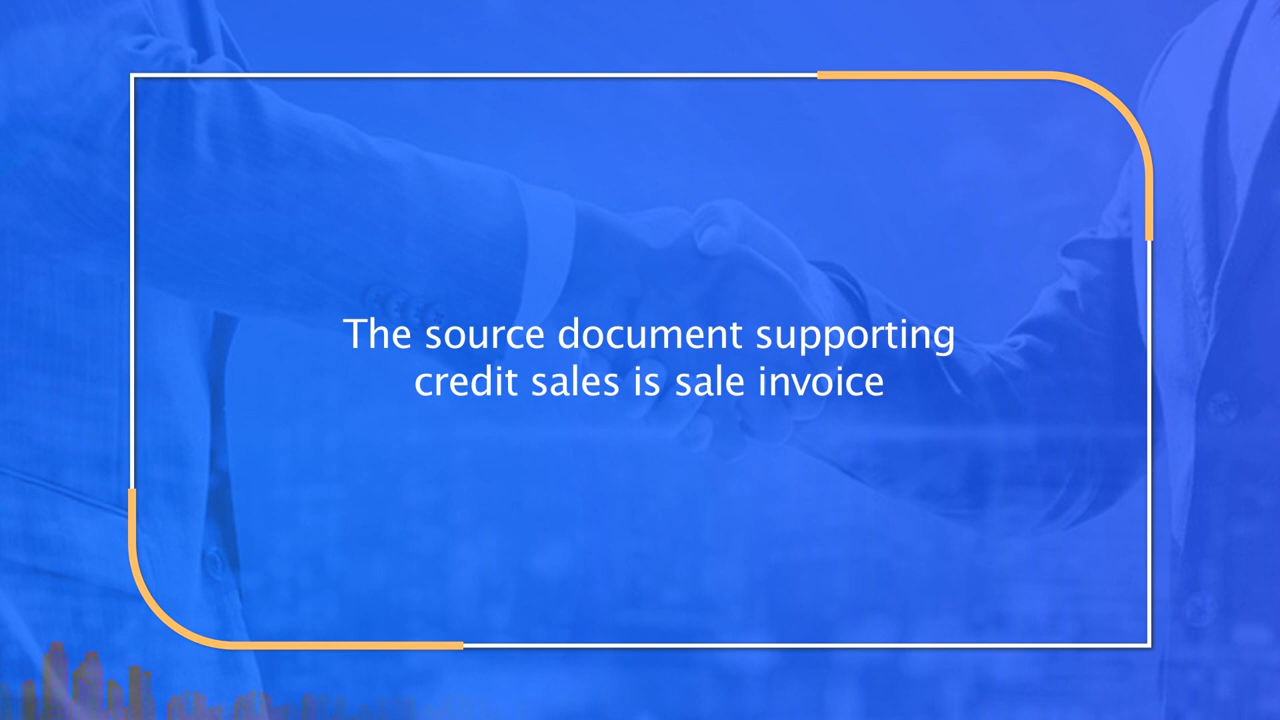 The source document supporting
credit sales is sale invoice